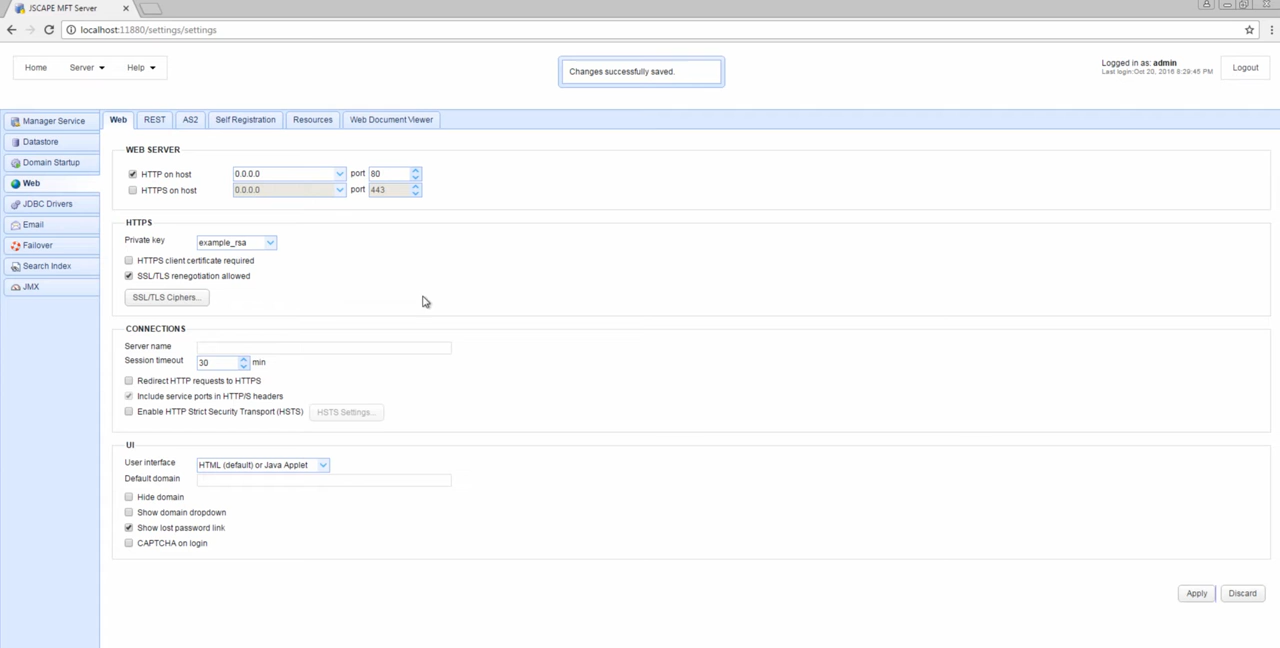 JSCAPE MFT Server
localhost:11880/settings/settings
Home Server Help
Changes successfully saved.
Logged in as: admin
Last login:Oct 20, 2016 8:29:45 PM
Logout
Manager Service
Datastore
Domain Startup
Web
JDBC Drivers
Email
Failover
Search Index
JMX
Web REST AS2 Self Registration Resources Web Document Viewer
WEB SERVER
HTTP on host 0.0.0.0 port 80
HTTPS on host 0.0.0.0 port 443
HTTPS
Private key example_rsa
HTTPS client certificate required
SSL/TLS renegotiation allowed
SSL/TLS Ciphers...
CONNECTIONS
Server name
Session timeout 30 min
Redirect HTTP requests to HTTPS
Include service ports in HTTP/S headers
Enable HTTP Strict Security Transport (HSTS) HSTS Settings...
UI
User interface HTML (default) or Java Applet
Default domain
Hide domain
Show domain dropdown
Show lost password link
CAPTCHA on login
Apply Discard